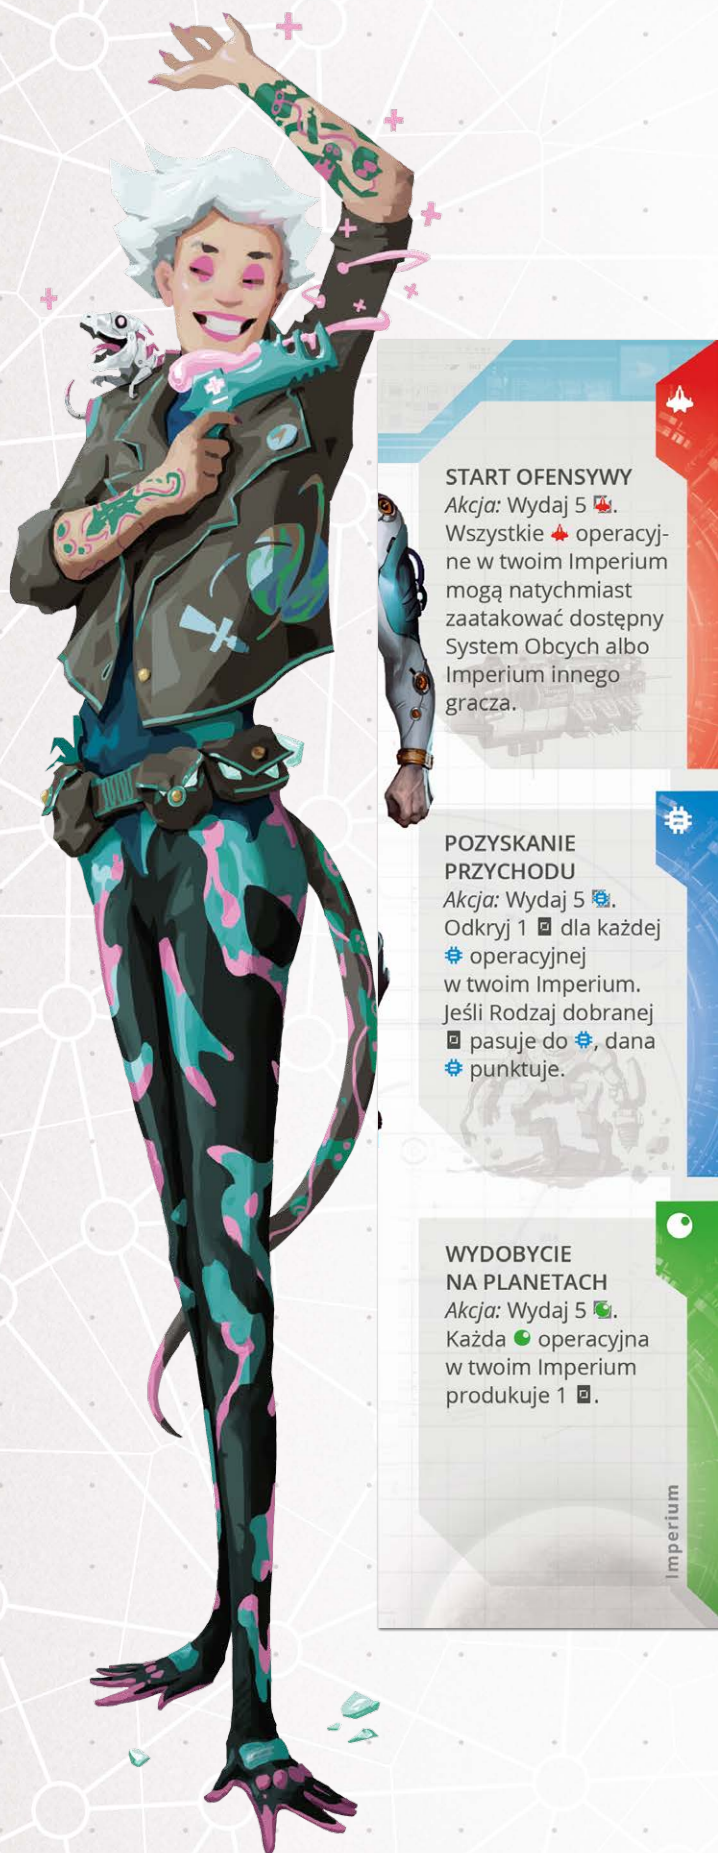 START OFENSYWY
Akcja: Wydaj 5 .
Wszystkie operacyj-
ne w twoim Imperium
mogą natychmiast
zaatakować dostępny
System Obcych albo
Imperium innego
gracza.
POZYSKANIE
PRZYCHODU
Akcja: Wydaj 5 .
Odkryj 1 dla każdej
operacyjnej
w twoim Imperium.
Jeśli Rodzaj dobranej
pasuje do , dana
punktuje.
WYDOBYCIE
NA PLANETACH
Akcja: Wydaj 5 .
Każda operacyjna
w twoim Imperium
produkuje 1 .
Imperium